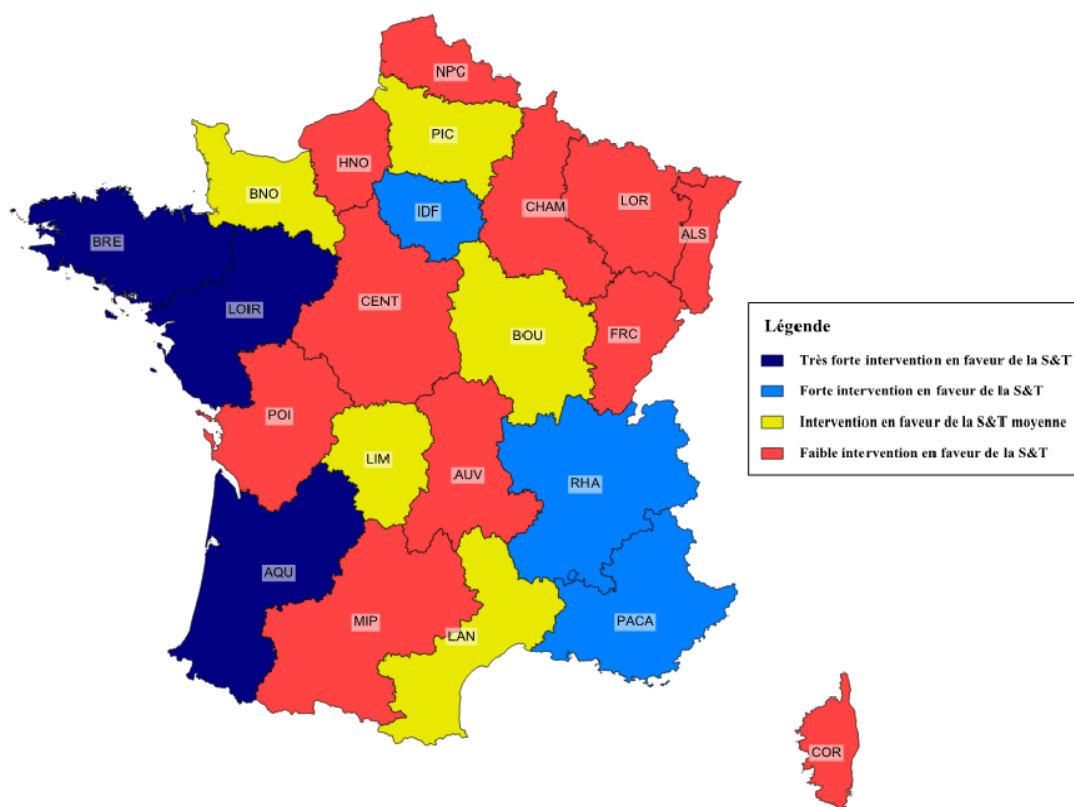 NPC
PIC
HNO
BNO
IDF
CHAM
LOR
ALS
BRE
LOIR
CENT
BOU
FRC
POI
LIM
AUV
RHA
AQU
MIP
LAN
PACA
COR
Légende
Très forte intervention en faveur de la S&T
Forte intervention en faveur de la S&T
Intervention en faveur de la S&T moyenne
Faible intervention en faveur de la S&T